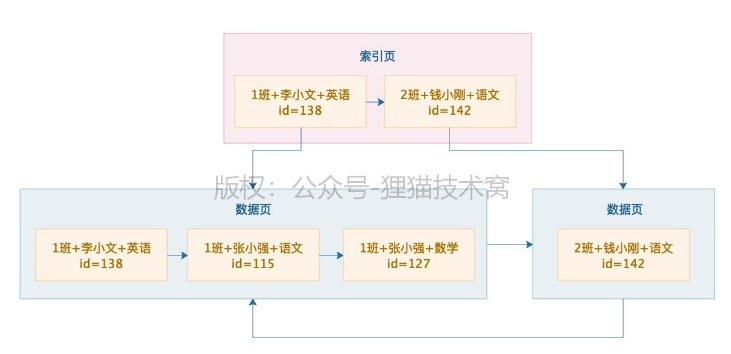 索引页
1班+李小文+英语
id=138
2班+钱小刚+语文
id=142
版权：公众号-狸猫技术窝
数据页
1班+李小文+英语
id=138
1班+张小强+语文
id=115
1班+张小强+数学
id=127
数据页
2班+钱小刚+语文
id=142